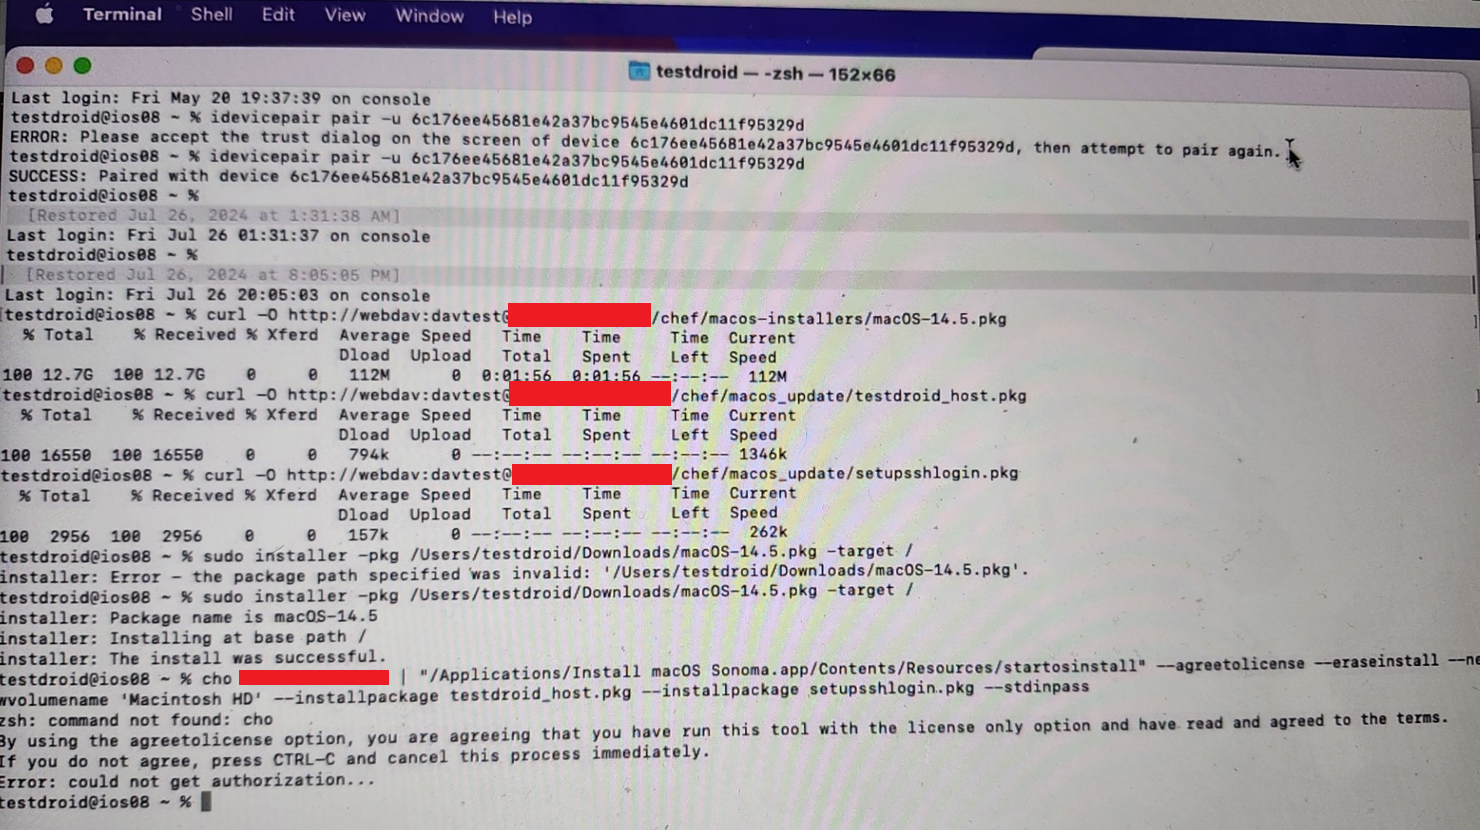 Terminal Shell Edit View Window Help
testdroid — -zsh — 152×66
Last login: Fri May 20 19:37:39 on console
testdroid@ios08 ~ % idevicepair pair -u 6c176ee45681e42a37bc9545e4601dc11f95329d
ERROR: Please accept the trust dialog on the screen of device 6c176ee45681e42a37bc9545e4601dc11f95329d, then attempt to pair again.
testdroid@ios08 ~ % idevicepair pair -u 6c176ee45681e42a37bc9545e4601dc11f95329d
SUCCESS: Paired with device 6c176ee45681e42a37bc9545e4601dc11f95329d
testdroid@ios08 ~ %
[Restored Jul 26, 2024 at 1:31:38 AM]
Last login: Fri Jul 26 01:31:37 on console
testdroid@ios08 ~ %
[Restored Jul 26, 2024 at 8:05:05 PM]
Last login: Fri Jul 26 20:05:03 on console
[testdroid@ios08 ~ % curl -O http://webdav:davtest@ /chef/macos-installers/macOS-14.5.pkg ]
% Total % Received % Xferd Average Speed Time Time Time Current
Dload Upload Total Spent Left Speed
100 12.7G 100 12.7G 0 0 112M 0 0:01:56 0:01:56 --:--:-- 112M
testdroid@ios08 ~ % curl -O http://webdav:davtest@ /chef/macos_update/testdroid_host.pkg
% Total % Received % Xferd Average Speed Time Time Time Current
Dload Upload Total Spent Left Speed
100 16550 100 16550 0 0 794k 0 --:--:-- --:--:-- --:--:-- 1346k
testdroid@ios08 ~ % curl -O http://webdav:davtest@ /chef/macos_update/setupsshlogin.pkg
% Total % Received % Xferd Average Speed Time Time Time Current
Dload Upload Total Spent Left Speed
100 2956 100 2956 0 0 157k 0 --:--:-- --:--:-- --:--:-- 262k
testdroid@ios08 ~ % sudo installer -pkg /Users/testdroid/Downloads/macOS-14.5.pkg -target /
installer: Error - the package path specified was invalid: '/Users/testdroid/Downloads/macOS-14.5.pkg'.
testdroid@ios08 ~ % sudo installer -pkg /Users/testdroid/Downloads/macOS-14.5.pkg -target /
installer: Package name is macOS-14.5
installer: Installing at base path /
installer: The install was successful.
testdroid@ios08 ~ % cho | "/Applications/Install macOS Sonoma.app/Contents/Resources/startosinstall" --agreetolicense --eraseinstall --ne
wvolumename 'Macintosh HD' --installpackage testdroid_host.pkg --installpackage setupsshlogin.pkg --stdinpass
zsh: command not found: cho
By using the agreetolicense option, you are agreeing that you have run this tool with the license only option and have read and agreed to the terms.
If you do not agree, press CTRL-C and cancel this process immediately.
Error: could not get authorization...
testdroid@ios08 ~ %